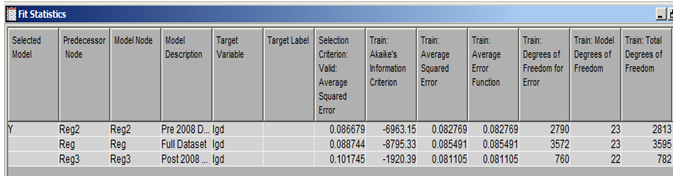 Fit Statistics
Selected Model Predecessor Node Model Node Model Description Target Variable Target Label Selection Criterion: Valid: Average Squared Error Train: Akaike's Information Criterion Train: Average Squared Error Train: Average Error Function Train: Degrees of Freedom for Error Train: Model Degrees of Freedom Train: Total Degrees of Freedom
Y Reg2 Reg2 Pre 2008 D... lgd 0.086679 -6963.15 0.082769 0.082769 2790 23 2813
Reg Reg Full Dataset lgd 0.088744 -8795.33 0.085491 0.085491 3572 23 3595
Reg3 Reg3 Post 2008 ... lgd 0.101745 -1920.39 0.081105 0.081105 760 22 782